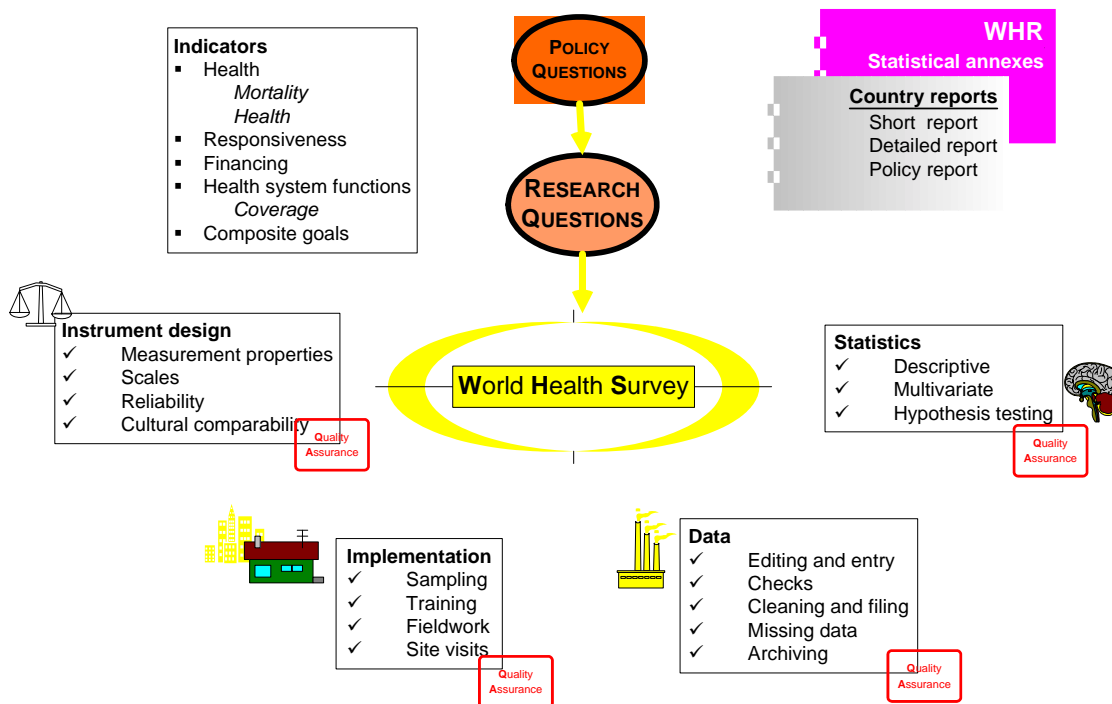 Indicators
▪ Health
Mortality
Health
▪ Responsiveness
▪ Financing
▪ Health system functions
Coverage
▪ Composite goals
POLICY
QUESTIONS
RESEARCH
QUESTIONS
WHR
Statistical annexes
Country reports
Short report
Detailed report
Policy report
Instrument design
✓ Measurement properties
✓ Scales
✓ Reliability
✓ Cultural comparability
Quality
Assurance
World Health Survey
Statistics
✓ Descriptive
✓ Multivariate
✓ Hypothesis testing
Quality
Assurance
Implementation
✓ Sampling
✓ Training
✓ Fieldwork
✓ Site visits
Quality
Assurance
Data
✓ Editing and entry
✓ Checks
✓ Cleaning and filing
✓ Missing data
✓ Archiving
Quality
Assurance